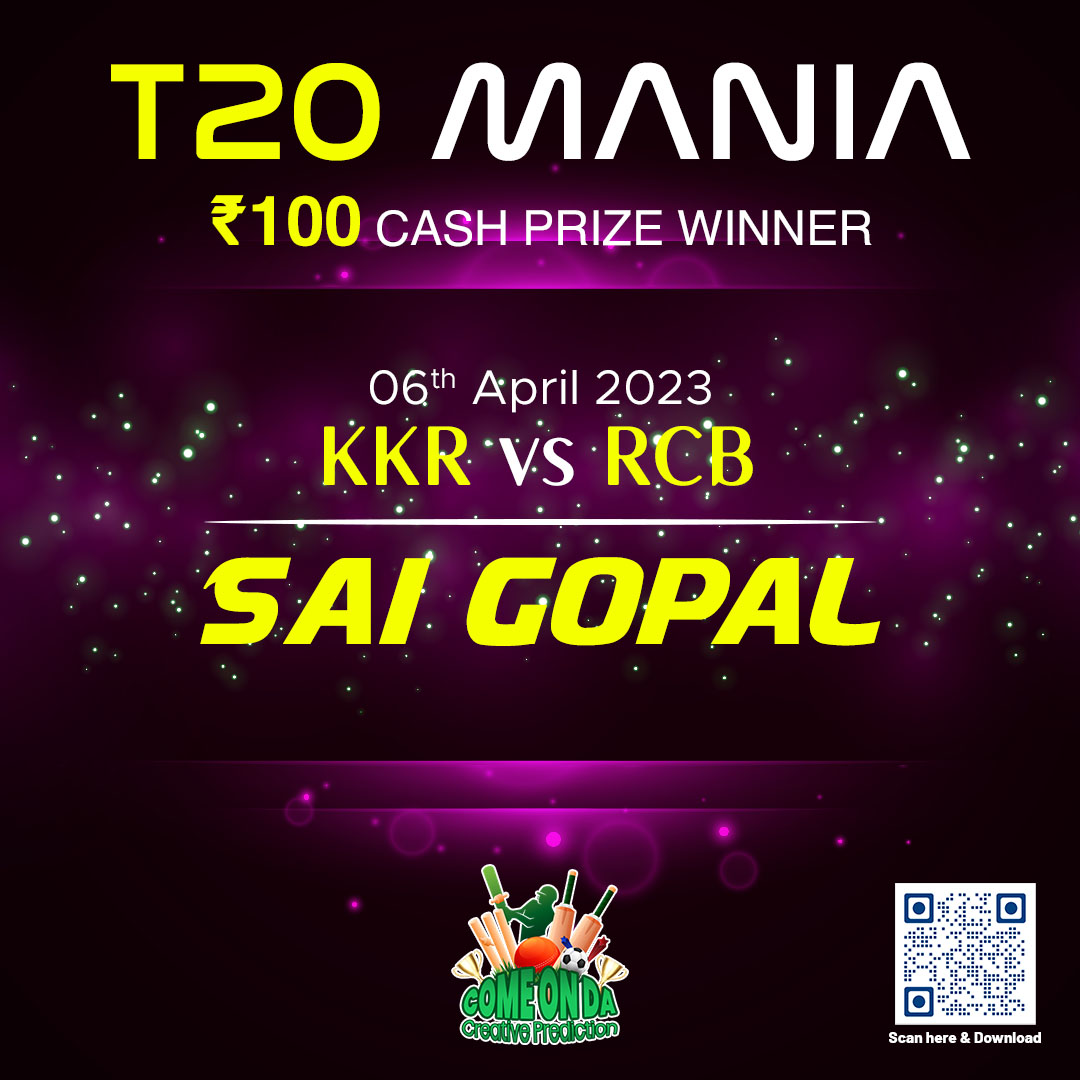 T20 MANIA
₹100 CASH PRIZE WINNER
06th April 2023
KKR vs RCB
SAI GOPAL
COME ON DA
Creative Prediction
Scan here & Download